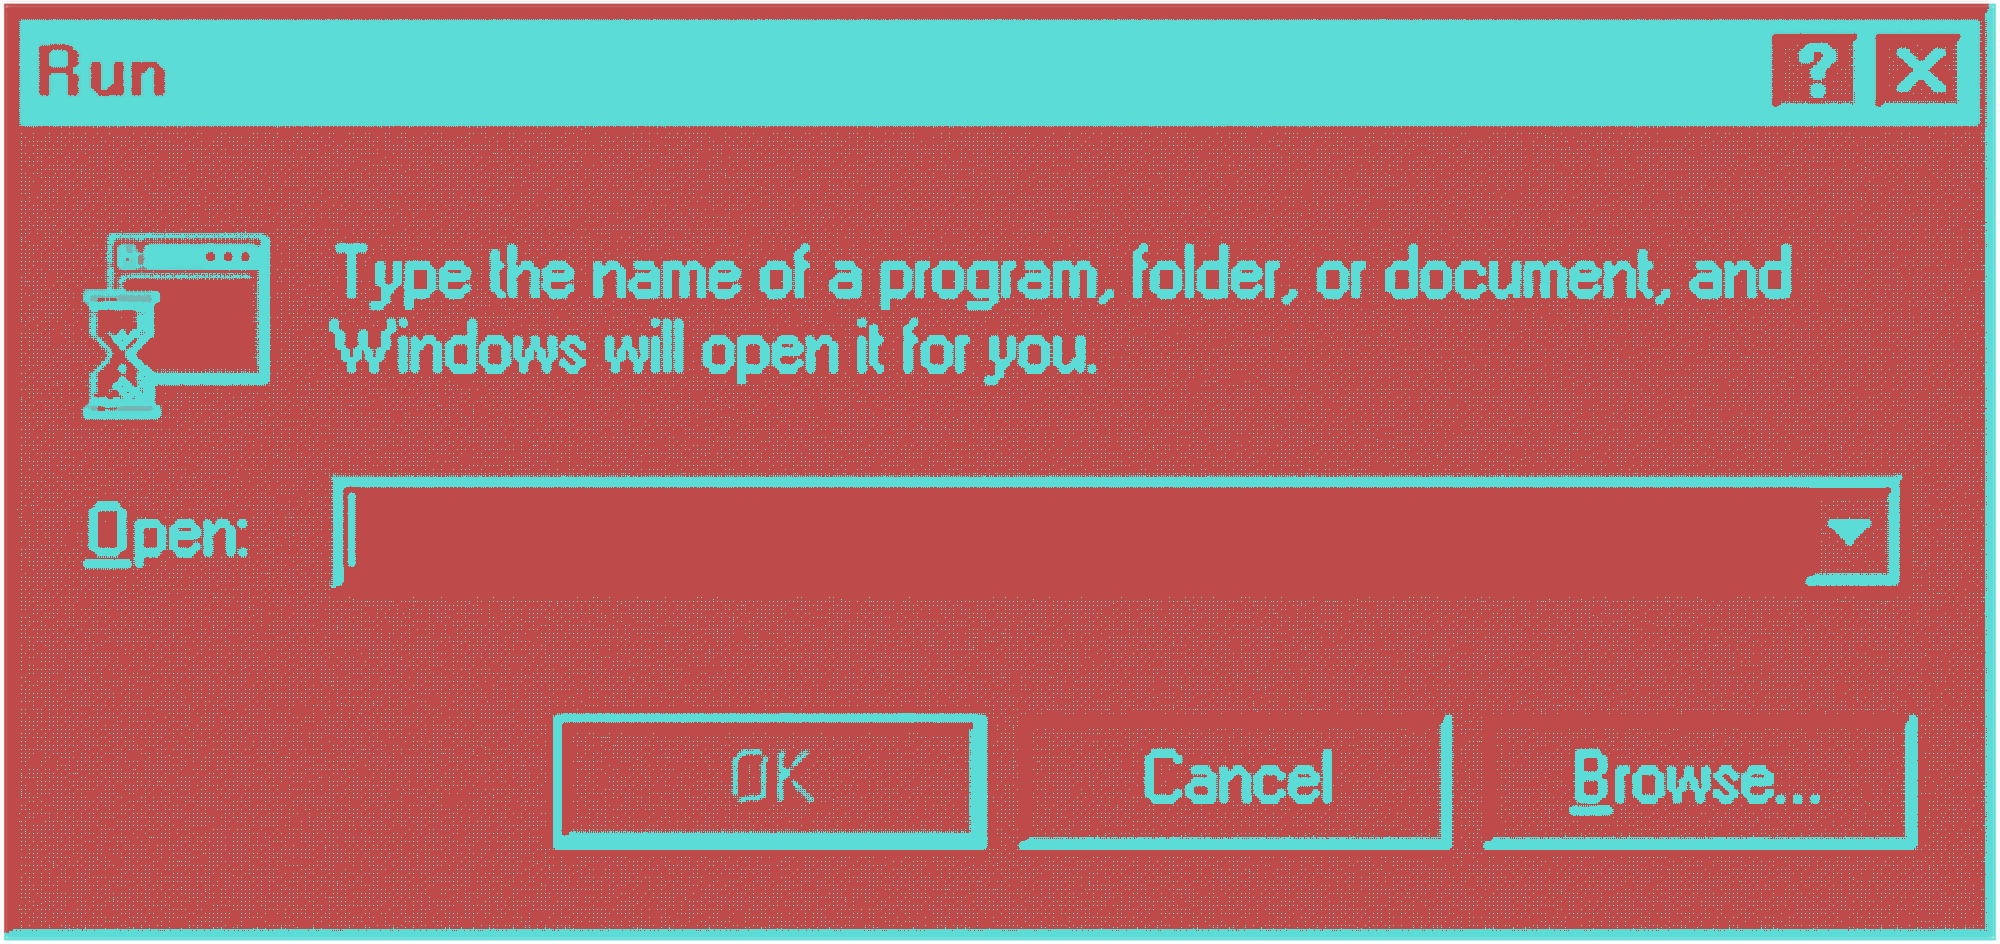 Run
Type the name of a program, folder, or document, and
Windows will open it for you.
Open:
OK Cancel Browse...